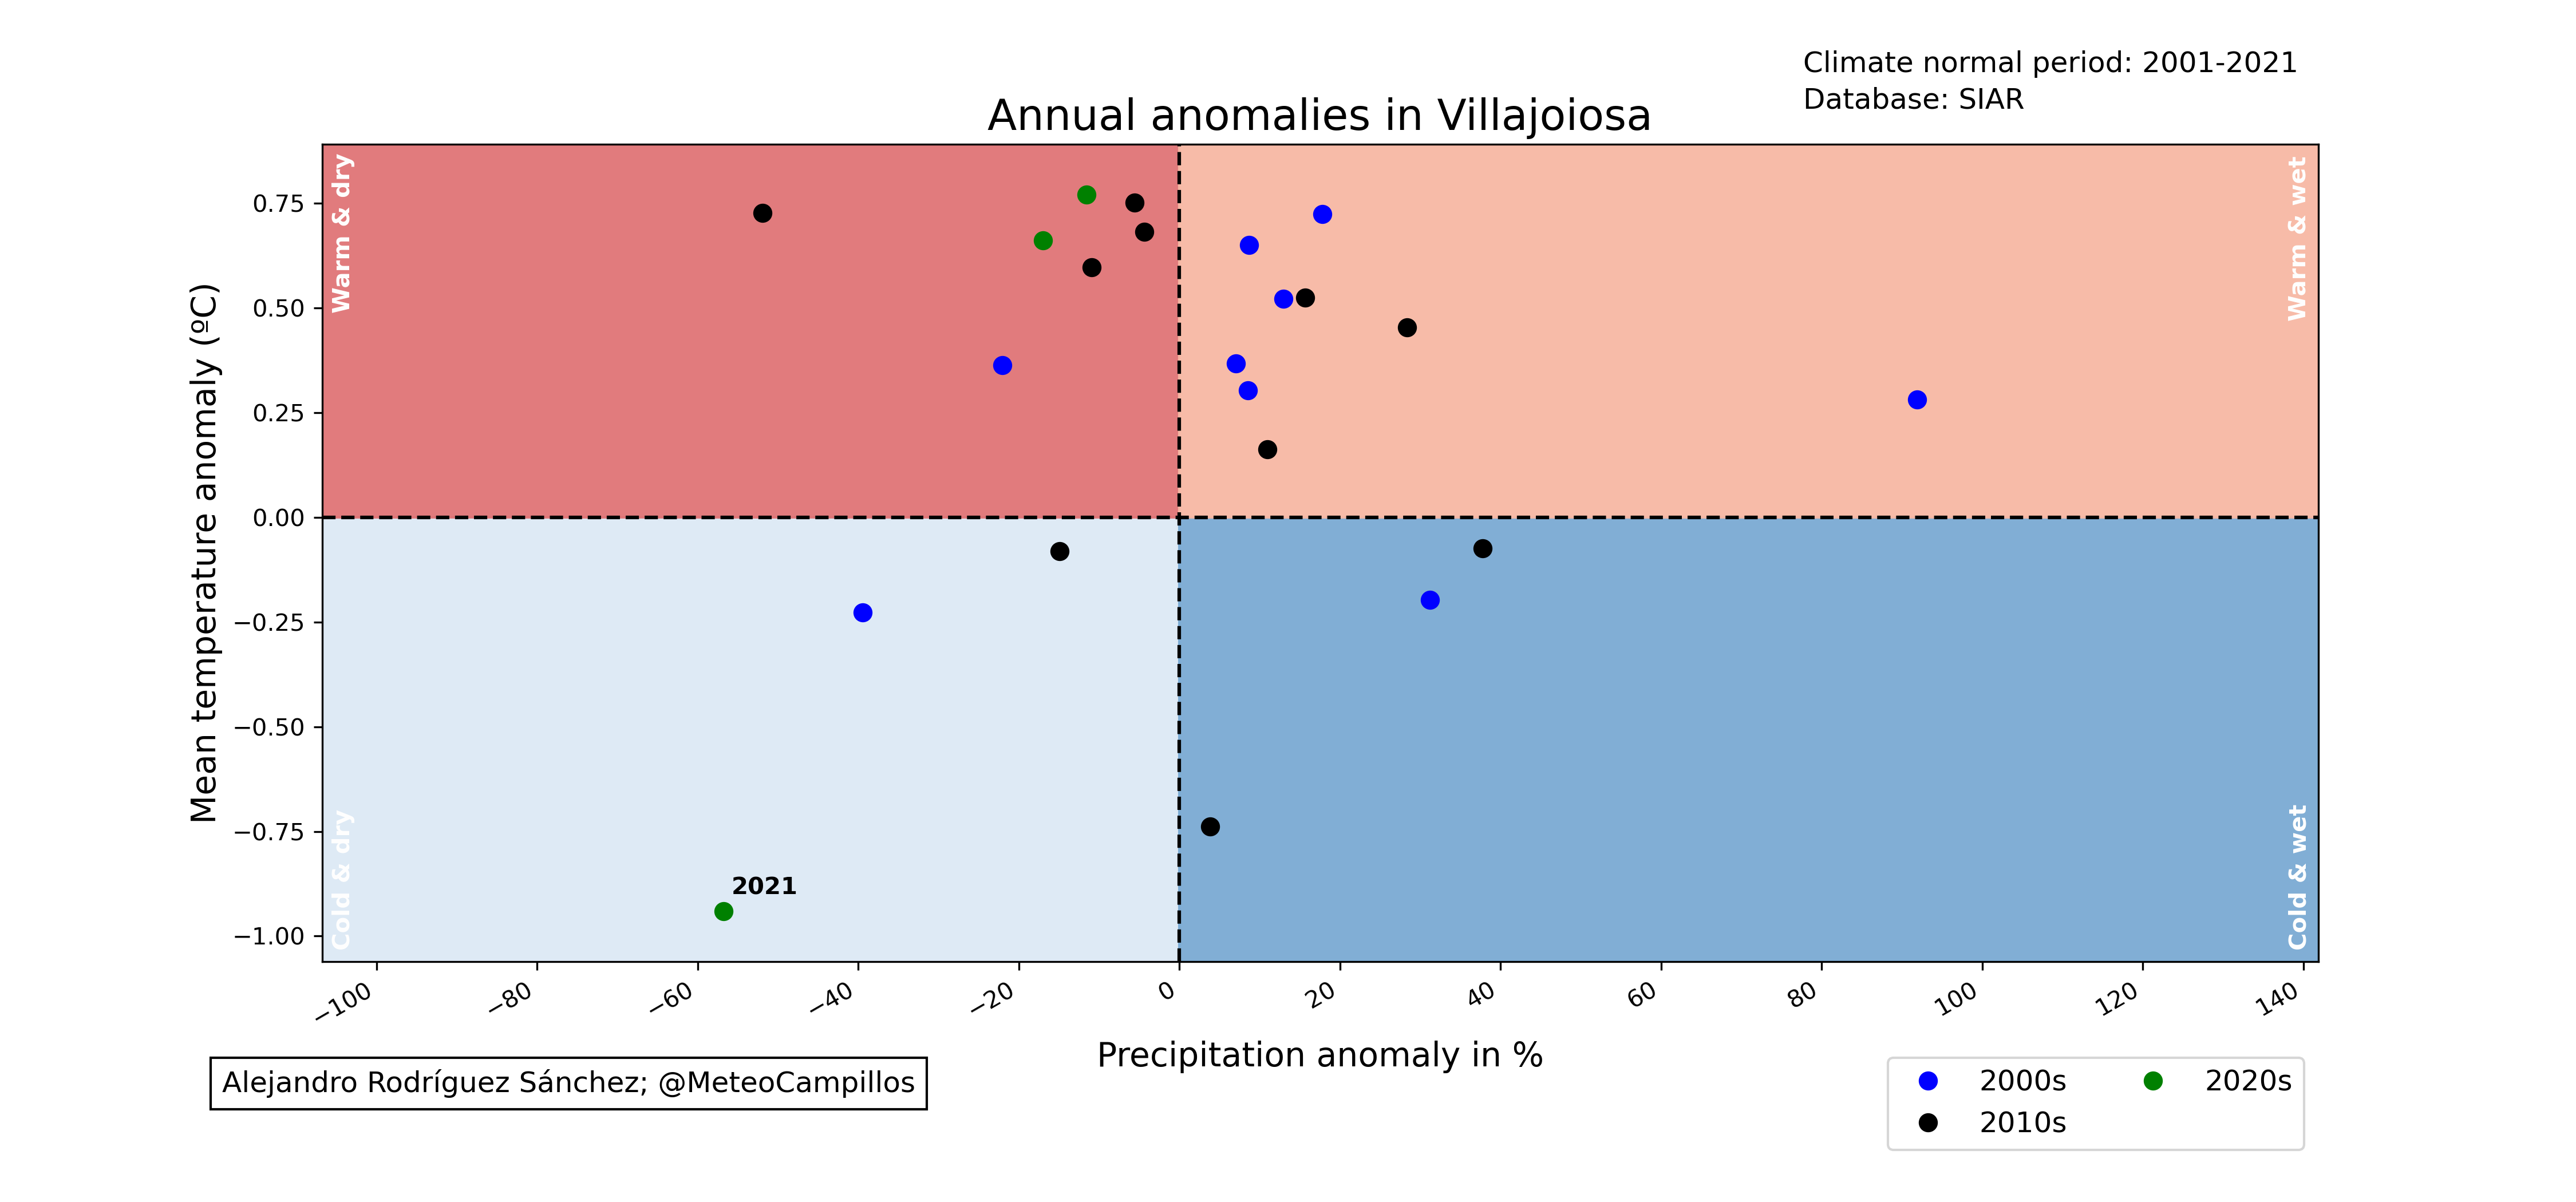 Climate normal period: 2001-2021
Database: SIAR
Annual anomalies in Villajoiosa
Warm & dry
Warm & wet
Mean temperature anomaly (ºC)
0.75
0.50
0.25
0.00
−0.25
−0.50
−0.75
−1.00
2021
Cold & dry
Cold & wet
−100 −80 −60 −40 −20 0 20 40 60 80 100 120 140
Precipitation anomaly in %
Alejandro Rodríguez Sánchez; @MeteoCampillos
2000s 2020s
2010s